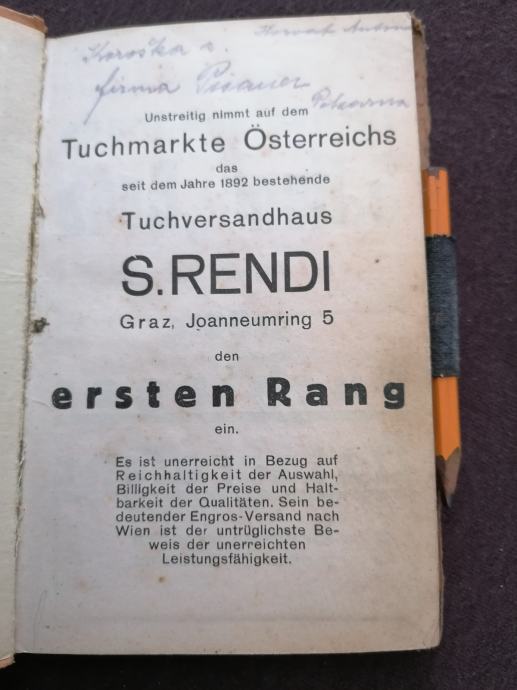 Koroška c.
firma
Unstreitig nimmt auf dem
Tuchmarkte Österreichs
das
seit dem Jahre 1892 bestehende
Tuchversandhaus
S. RENDI
Graz, Joanneumring 5
den
ersten Rang
ein.
Es ist unerreicht in Bezug auf
Reichhaltigkeit der Auswahl,
Billigkeit der Preise und Halt-
barkeit der Qualitäten. Sein be-
deutender Engros-Versand nach
Wien ist der untrüglichste Be-
weis der unerreichten
Leistungsfähigkeit.